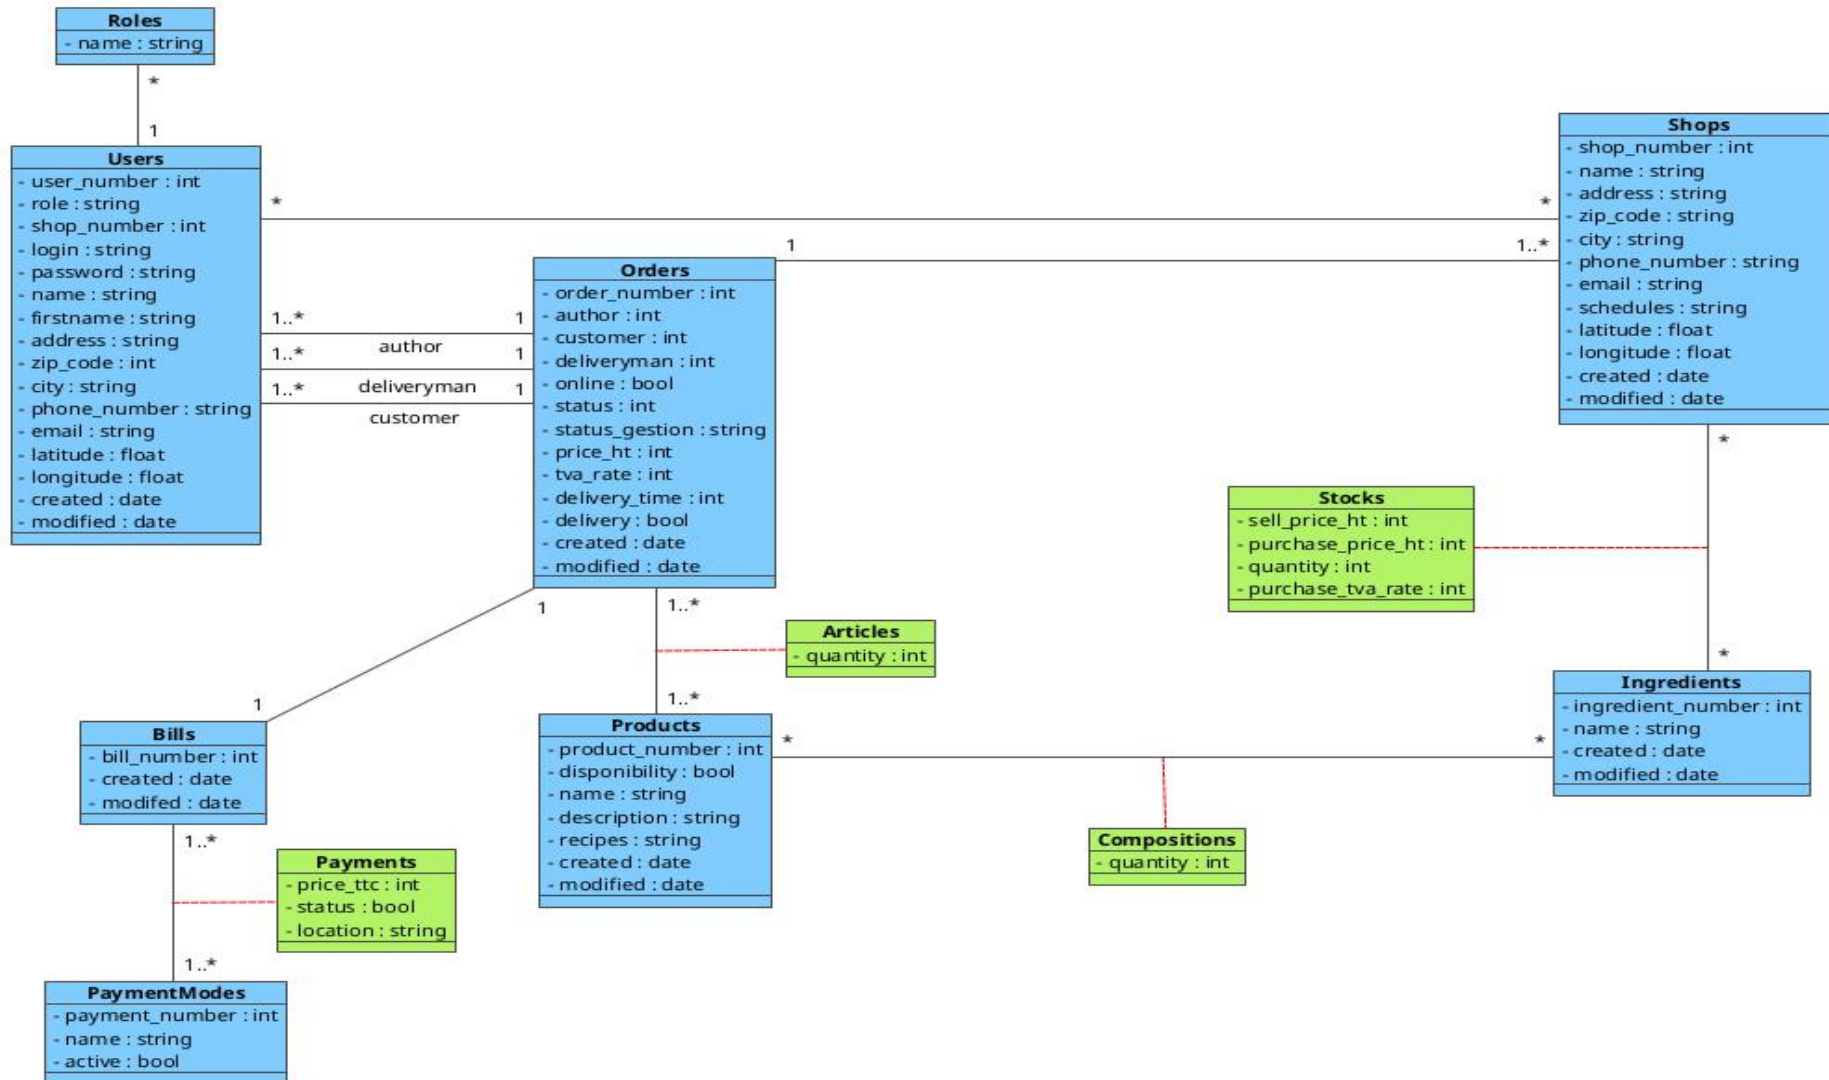 Roles
- name : string
*
1
Users
- user_number : int
- role : string
- shop_number : int
- login : string
- password : string
- name : string
- firstname : string
- address : string
- zip_code : int
- city : string
- phone_number : string
- email : string
- latitude : float
- longitude : float
- created : date
- modified : date
* *
1 1..*
1..* 1
author
1..* 1
deliveryman
1..* 1
customer
Orders
- order_number : int
- author : int
- customer : int
- deliveryman : int
- online : bool
- status : int
- status_gestion : string
- price_ht : int
- tva_rate : int
- delivery_time : int
- delivery : bool
- created : date
- modified : date
Shops
- shop_number : int
- name : string
- address : string
- zip_code : string
- city : string
- phone_number : string
- email : string
- schedules : string
- latitude : float
- longitude : float
- created : date
- modified : date
*
Stocks
- sell_price_ht : int
- purchase_price_ht : int
- quantity : int
- purchase_tva_rate : int
*
1
1..*
Articles
- quantity : int
1..*
1
Bills
- bill_number : int
- created : date
- modifed : date
1..*
Payments
- price_ttc : int
- status : bool
- location : string
1..*
PaymentModes
- payment_number : int
- name : string
- active : bool
Products
- product_number : int
- disponibility : bool
- name : string
- description : string
- recipes : string
- created : date
- modified : date
* *
Compositions
- quantity : int
Ingredients
- ingredient_number : int
- name : string
- created : date
- modified : date